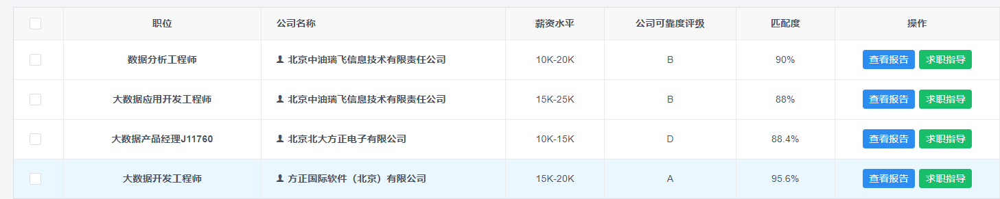 职位 公司名称 薪资水平 公司可靠度评级 匹配度 操作
数据分析工程师 北京中油瑞飞信息技术有限责任公司 10K-20K B 90% 查看报告 求职指导
大数据应用开发工程师 北京中油瑞飞信息技术有限责任公司 15K-25K B 88% 查看报告 求职指导
大数据产品经理J11760 北京北大方正电子有限公司 10K-15K D 88.4% 查看报告 求职指导
大数据开发工程师 方正国际软件（北京）有限公司 15K-20K A 95.6% 查看报告 求职指导